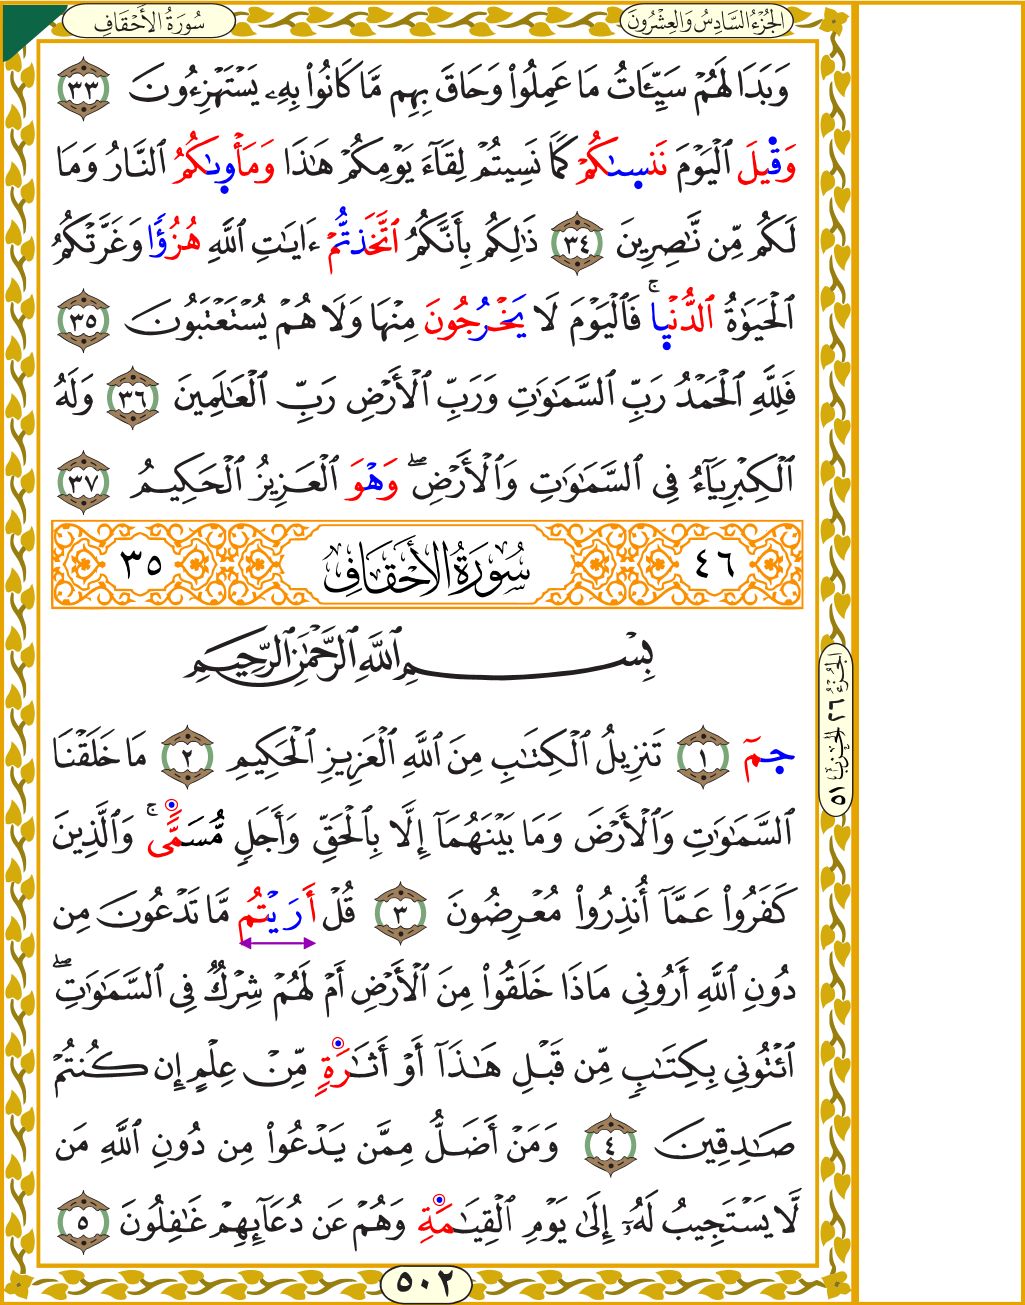 سُورَةُ الأَحْقَافِ
الجُزْءُ السَّادِسُ وَالعِشْرُونَ
وَبَدَا لَهُمْ سَيِّـَٔاتُ مَا عَمِلُوا۟ وَحَاقَ بِهِم مَّا كَانُوا۟ بِهِۦ يَسْتَهْزِءُونَ ٣٣
وَقِيلَ ٱلْيَوْمَ نَنسىٰكُمْ كَمَا نَسِيتُمْ لِقَآءَ يَوْمِكُمْ هَٰذَا وَمَأْوىٰكُمُ ٱلنَّارُ وَمَا
لَكُم مِّن نَّٰصِرِينَ ٣٤ ذَٰلِكُم بِأَنَّكُمُ ٱتَّخَذتُّمْ ءَايَٰتِ ٱللَّهِ هُزُؤًا وَغَرَّتْكُمُ
ٱلْحَيَوٰةُ ٱلدُّنْيا ۚ فَٱلْيَوْمَ لَا يَخْرُجُونَ مِنْهَا وَلَا هُمْ يُسْتَعْتَبُونَ ٣٥
فَلِلَّهِ ٱلْحَمْدُ رَبِّ ٱلسَّمَٰوَٰتِ وَرَبِّ ٱلْأَرْضِ رَبِّ ٱلْعَٰلَمِينَ ٣٦ وَلَهُ
ٱلْكِبْرِيَآءُ فِى ٱلسَّمَٰوَٰتِ وَٱلْأَرْضِ ۖ وَهْوَ ٱلْعَزِيزُ ٱلْحَكِيمُ ٣٧
٤٦ سُورَةُ الأَحْقَافِ ٣٥
بِسْمِ ٱللَّهِ ٱلرَّحْمَٰنِ ٱلرَّحِيمِ
حمٓ ١ تَنزِيلُ ٱلْكِتَٰبِ مِنَ ٱللَّهِ ٱلْعَزِيزِ ٱلْحَكِيمِ ٢ مَا خَلَقْنَا
ٱلسَّمَٰوَٰتِ وَٱلْأَرْضَ وَمَا بَيْنَهُمَآ إِلَّا بِٱلْحَقِّ وَأَجَلٍ مُّسَمًّى ۚ وَٱلَّذِينَ
كَفَرُوا۟ عَمَّآ أُنذِرُوا۟ مُعْرِضُونَ ٣ قُلْ أَرَيْتُم مَّا تَدْعُونَ مِن
دُونِ ٱللَّهِ أَرُونِى مَاذَا خَلَقُوا۟ مِنَ ٱلْأَرْضِ أَمْ لَهُمْ شِرْكٌ فِى ٱلسَّمَٰوَٰتِ ۖ
ٱئْتُونِى بِكِتَٰبٍ مِّن قَبْلِ هَٰذَآ أَوْ أَثَٰرَةٍ مِّنْ عِلْمٍ إِن كُنتُمْ
صَٰدِقِينَ ٤ وَمَنْ أَضَلُّ مِمَّن يَدْعُوا۟ مِن دُونِ ٱللَّهِ مَن
لَّا يَسْتَجِيبُ لَهُۥٓ إِلَىٰ يَوْمِ ٱلْقِيَٰمَةِ وَهُمْ عَن دُعَآئِهِمْ غَٰفِلُونَ ٥
الجُزْءُ ٢٦ الحِزْبُ ٥١
٥٠٢